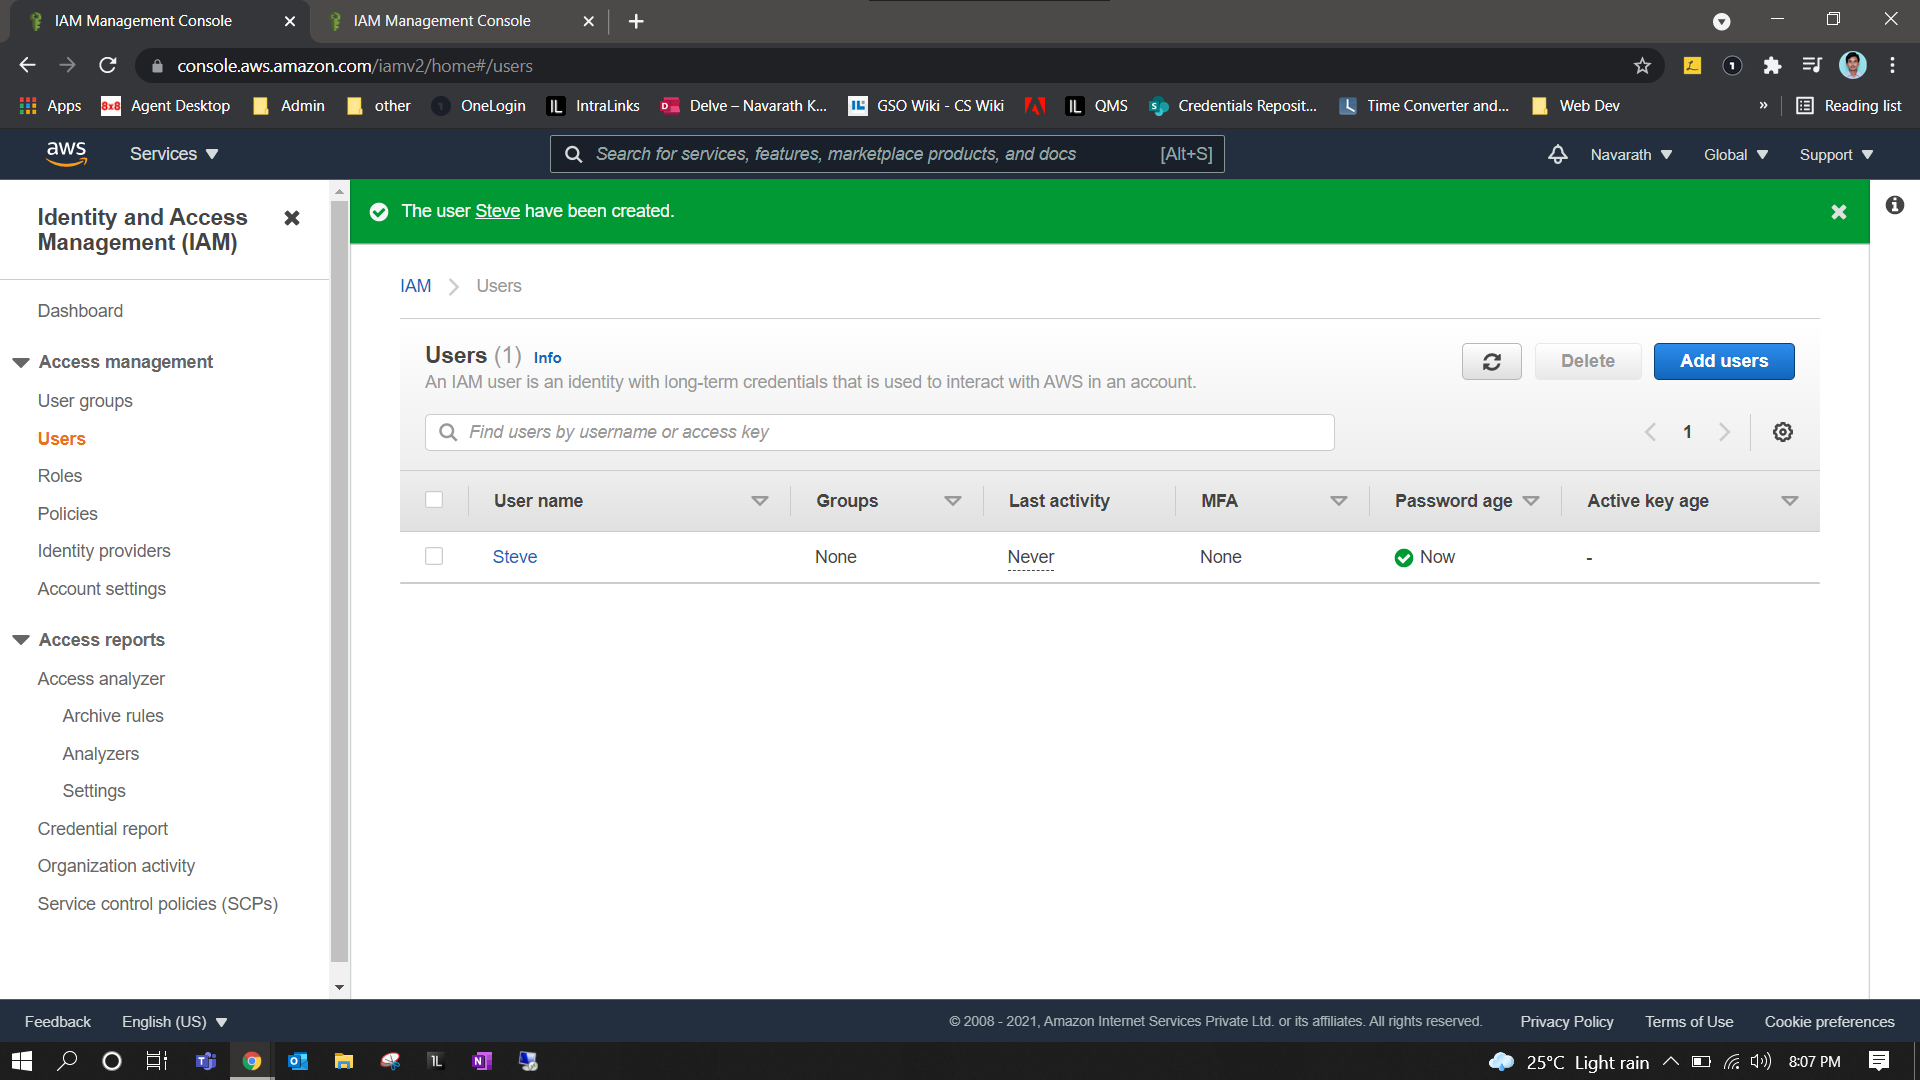 IAM Management Console
IAM Management Console
console.aws.amazon.com/iamv2/home#/users
Apps
8x8 Agent Desktop
Admin
other
OneLogin
IL IntraLinks
Delve – Navarath K...
GSO Wiki - CS Wiki
IL QMS
Credentials Reposit...
Time Converter and...
Web Dev
»
Reading list
aws
Services
Search for services, features, marketplace products, and docs [Alt+S]
Navarath
Global
Support
Identity and Access
Management (IAM)
Dashboard
Access management
User groups
Users
Roles
Policies
Identity providers
Account settings
Access reports
Access analyzer
Archive rules
Analyzers
Settings
Credential report
Organization activity
Service control policies (SCPs)
The user Steve have been created.
IAM > Users
Users (1) Info
An IAM user is an identity with long-term credentials that is used to interact with AWS in an account.
Delete
Add users
Find users by username or access key
1
User name Groups Last activity MFA Password age Active key age
Steve None Never None Now -
Feedback
English (US)
© 2008 - 2021, Amazon Internet Services Private Ltd. or its affiliates. All rights reserved.
Privacy Policy
Terms of Use
Cookie preferences
25°C Light rain
8:07 PM